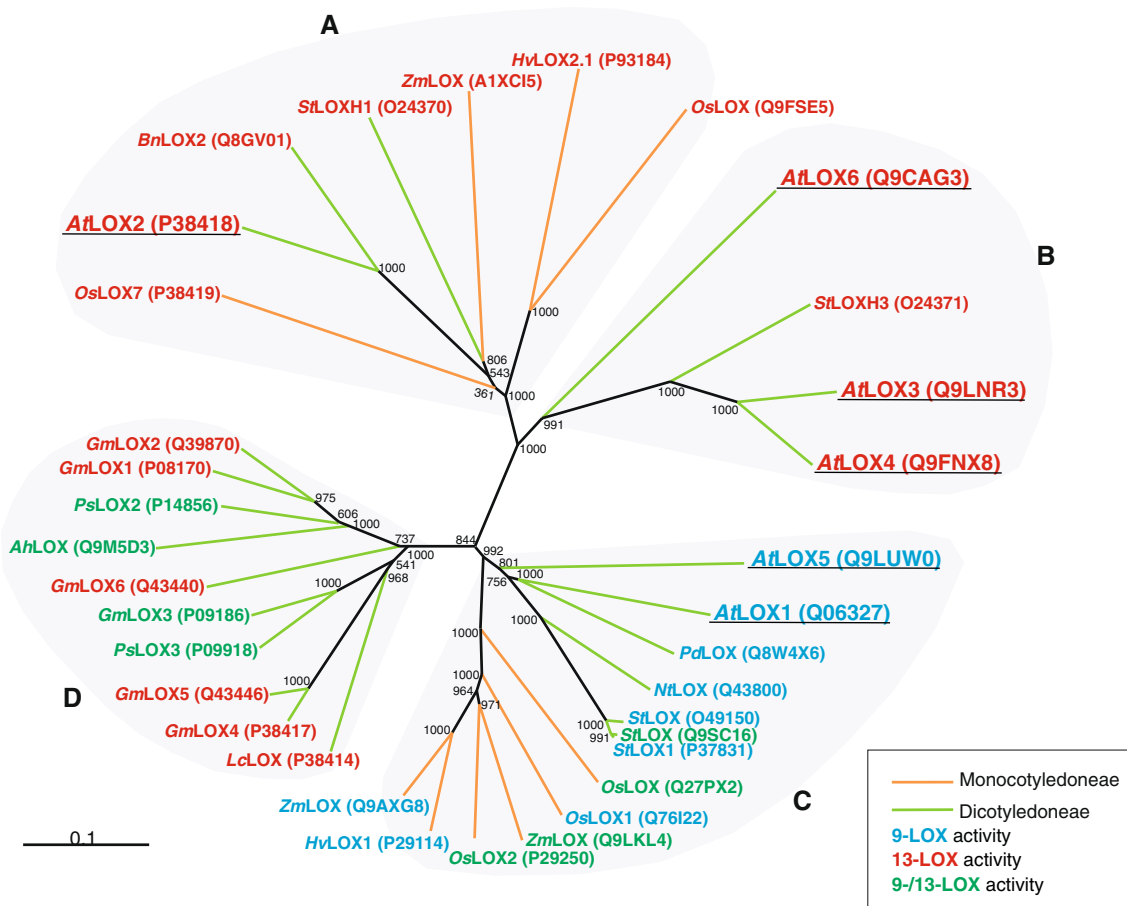 A
HvLOX2.1 (P93184)
ZmLOX (A1XCI5)
StLOXH1 (O24370)
OsLOX (Q9FSE5)
BnLOX2 (Q8GV01)
AtLOX6 (Q9CAG3)
AtLOX2 (P38418)
B
1000
OsLOX7 (P38419)
StLOXH3 (O24371)
1000
806
543
361
1000
1000
AtLOX3 (Q9LNR3)
1000
991
1000
AtLOX4 (Q9FNX8)
GmLOX2 (Q39870)
GmLOX1 (P08170)
975
PsLOX2 (P14856)
606
1000
AhLOX (Q9M5D3)
737
844
992
1000
541
968
801
AtLOX5 (Q9LUW0)
756
1000
GmLOX6 (Q43440)
1000
GmLOX3 (P09186)
AtLOX1 (Q06327)
1000
1000
PsLOX3 (P09918)
PdLOX (Q8W4X6)
1000
1000
964
NtLOX (Q43800)
GmLOX5 (Q43446)
D
971
StLOX (O49150)
1000
GmLOX4 (P38417)
1000
991
StLOX (Q9SC16)
StLOX1 (P37831)
LcLOX (P38414)
OsLOX (Q27PX2)
C
ZmLOX (Q9AXG8)
OsLOX1 (Q76I22)
HvLOX1 (P29114)
ZmLOX (Q9LKL4)
OsLOX2 (P29250)
0.1
Monocotyledoneae
Dicotyledoneae
9-LOX activity
13-LOX activity
9-/13-LOX activity